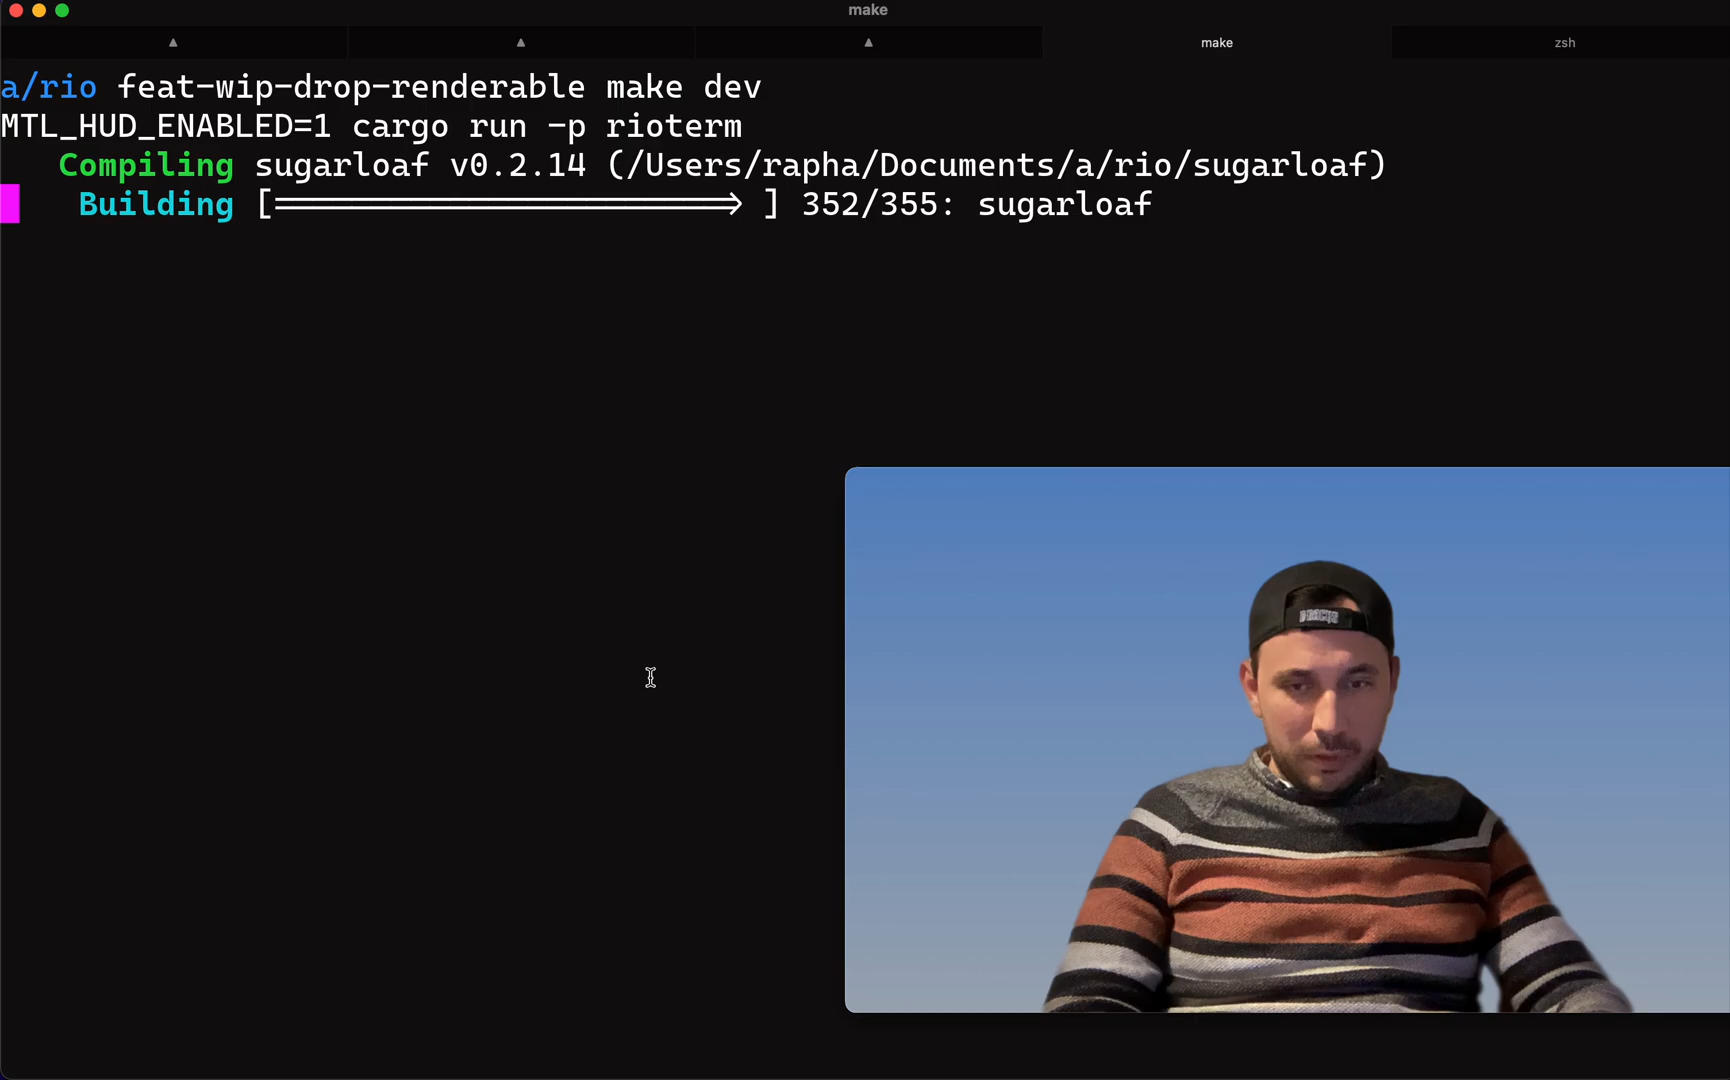 make
▲ ▲ ▲ make zsh
a/rio feat-wip-drop-renderable make dev
MTL_HUD_ENABLED=1 cargo run -p rioterm
Compiling sugarloaf v0.2.14 (/Users/rapha/Documents/a/rio/sugarloaf)
Building [=======================> ] 352/355: sugarloaf